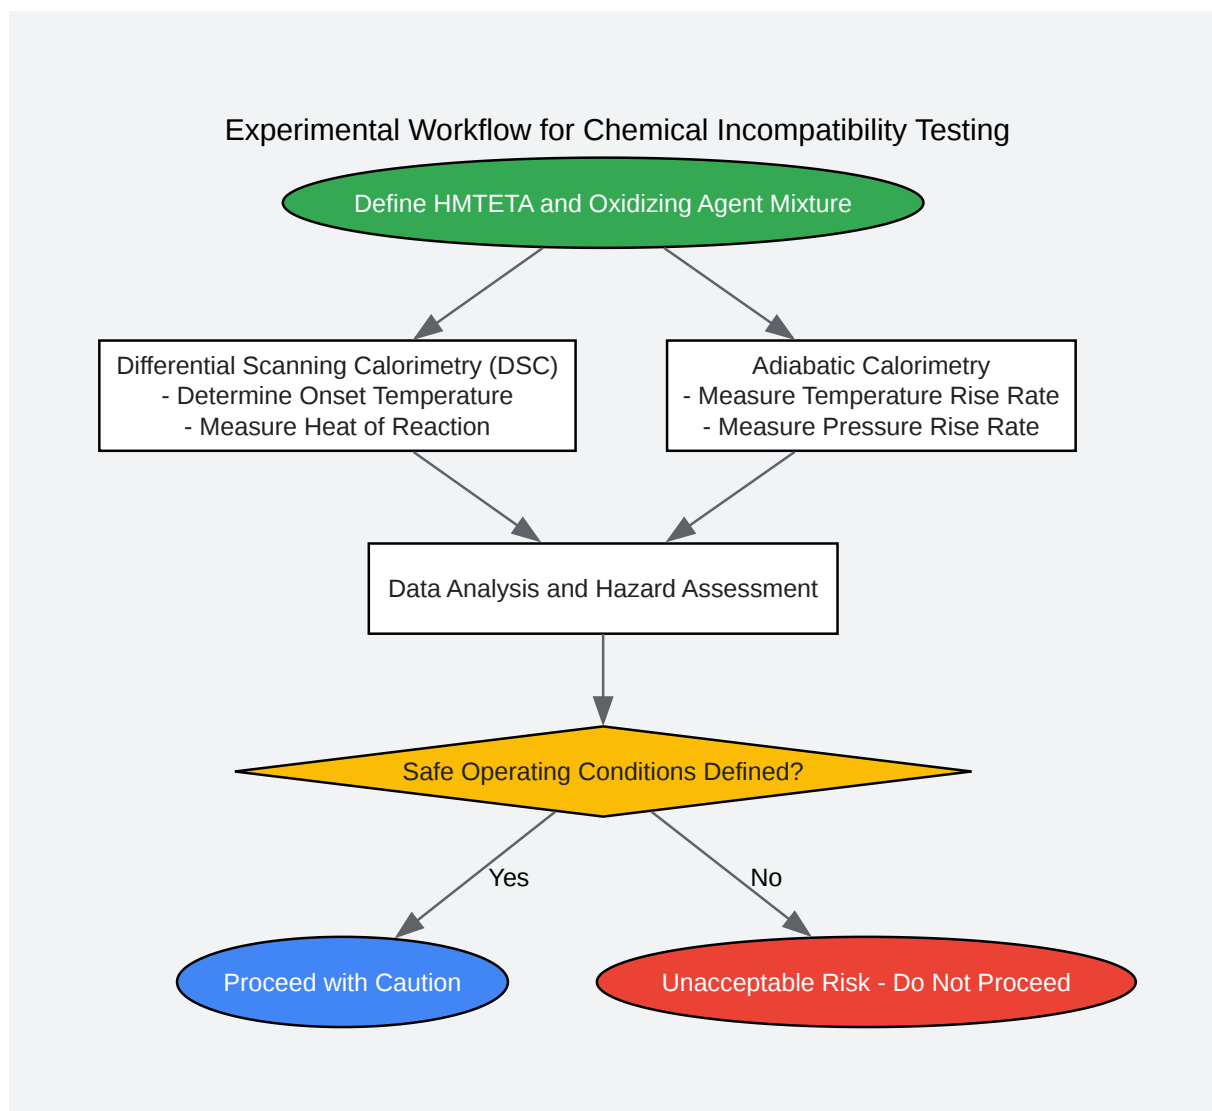 Experimental Workflow for Chemical Incompatibility Testing
Define HMTETA and Oxidizing Agent Mixture
Differential Scanning Calorimetry (DSC)
- Determine Onset Temperature
- Measure Heat of Reaction
Adiabatic Calorimetry
- Measure Temperature Rise Rate
- Measure Pressure Rise Rate
Data Analysis and Hazard Assessment
Safe Operating Conditions Defined?
Yes
No
Proceed with Caution
Unacceptable Risk - Do Not Proceed